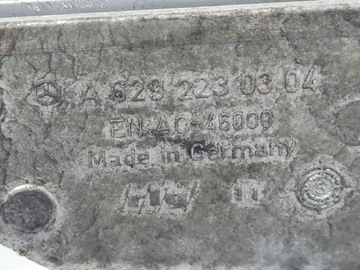 A 629 223 03 04
EN AC-46000
Made in Germany